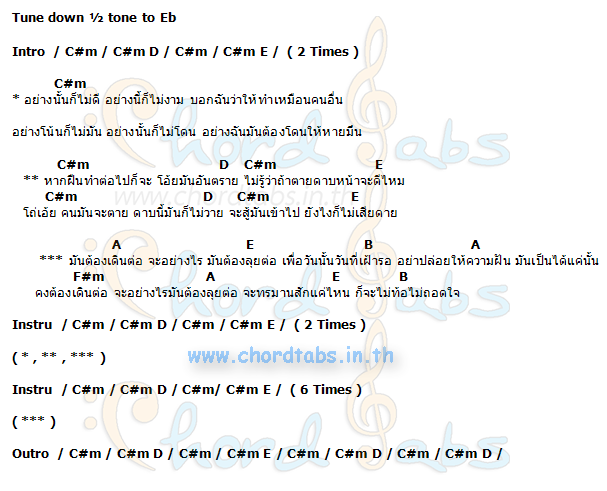 Tune down ½ tone to Eb
Intro / C#m / C#m D / C#m / C#m E / ( 2 Times )
C#m
* อย่างนั้นก็ไม่ดี อย่างนี้ก็ไม่งาม บอกฉันว่าให้ทำเหมือนคนอื่น
อย่างโน้นก็ไม่มัน อย่างนั้นก็ไม่โดน อย่างฉันมันต้องโดนให้หายมึน
C#m D C#m E
** หากฝืนทำต่อไปก็จะ โอ้ยมันอันตราย ไม่รู้ว่าถ้าตายดาบหน้าจะดีไหม
C#m D C#m E
โถ่เอ้ย คนมันจะตาย ดาบนี้มันก็ไม่วาย จะสู้มันเข้าไป ยังไงก็ไม่เสียดาย
A E B A
*** มันต้องเดินต่อ จะอย่างไร มันต้องลุยต่อ เพื่อวันนั้นวันที่เฝ้ารอ อย่าปล่อยให้ความฝัน มันเป็นได้แค่นั้น
F#m A E B
คงต้องเดินต่อ จะอย่างไรมันต้องลุยต่อ จะทรมานสักแค่ไหน ก็จะไม่ท้อไม่ถอดใจ
Instru / C#m / C#m D / C#m / C#m E / ( 2 Times )
( * , ** , *** )
www.chordtabs.in.th
Instru / C#m / C#m D / C#m/ C#m E / ( 6 Times )
( *** )
Outro / C#m / C#m D / C#m / C#m E / C#m / C#m D / C#m / C#m D /